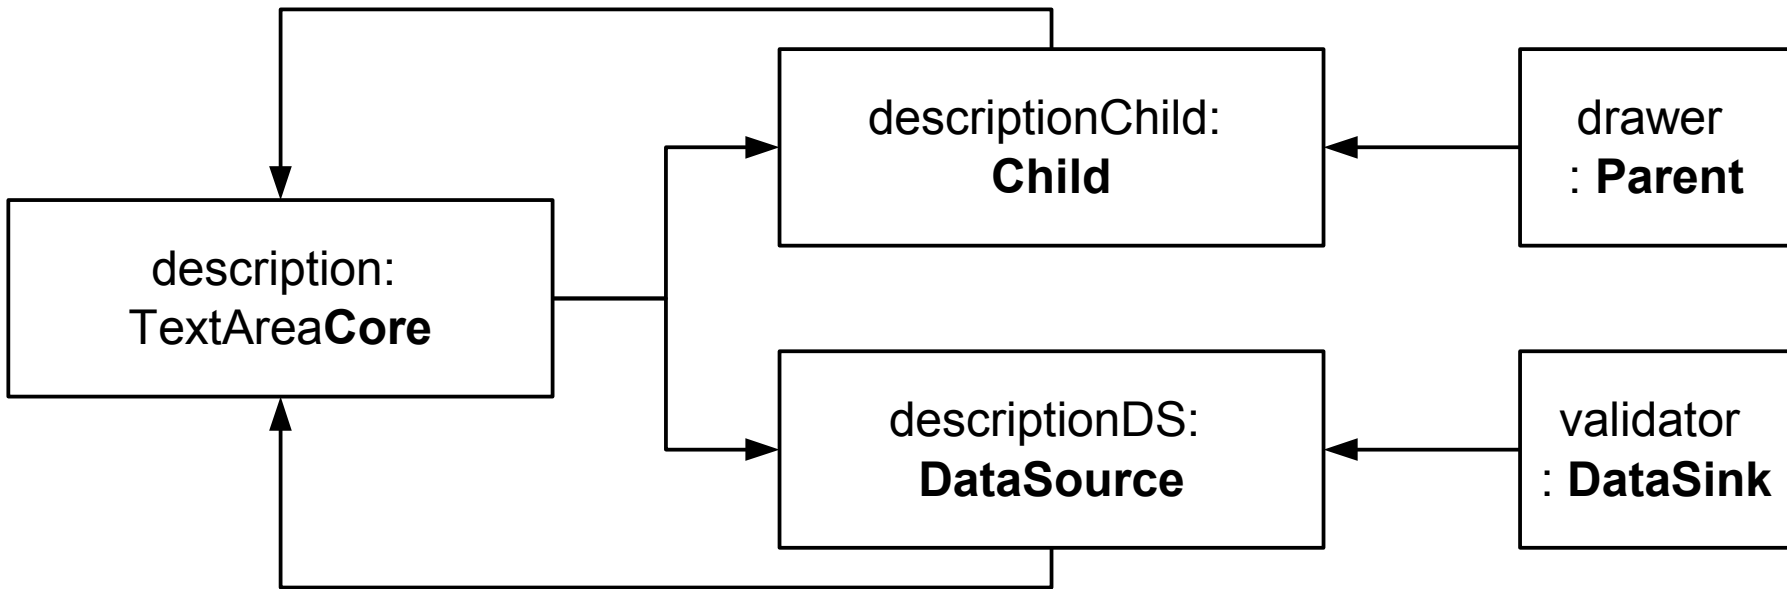 descriptionChild:
Child
drawer
: Parent
description:
TextAreaCore
descriptionDS:
DataSource
validator
: DataSink